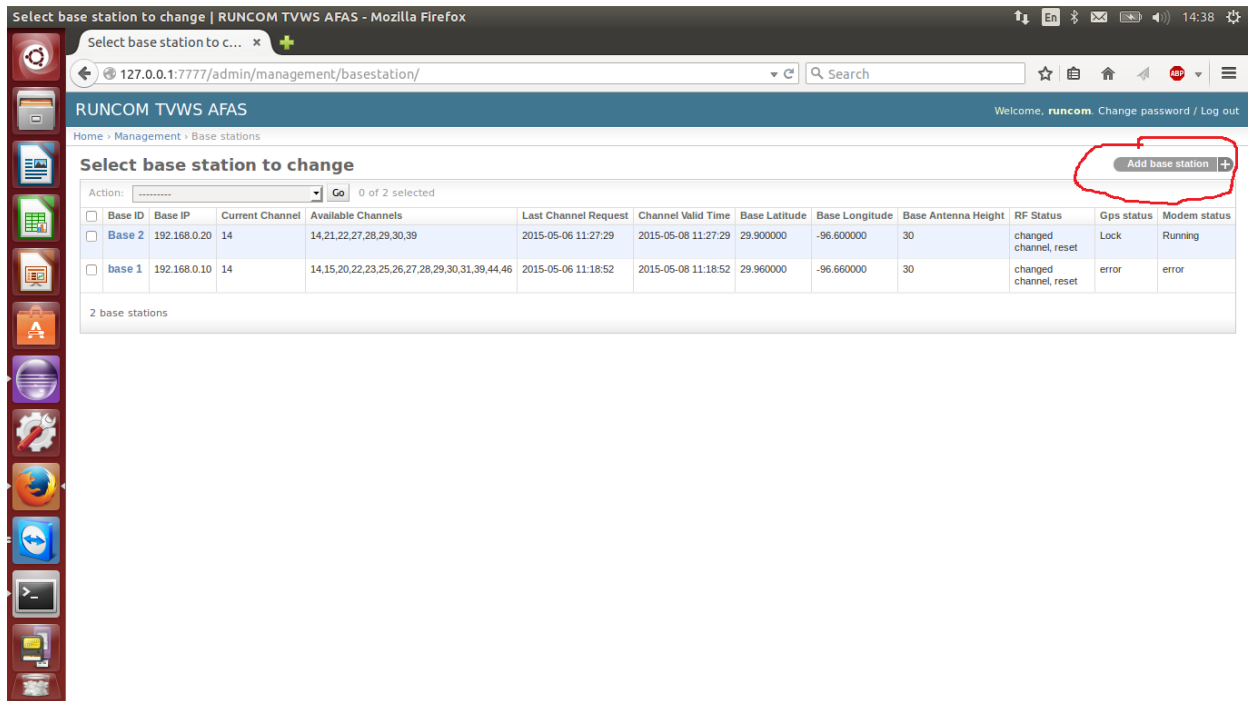 Select base station to change | RUNCOM TVWS AFAS - Mozilla Firefox
En
14:38
Select base station to c... ×
127.0.0.1:7777/admin/management/basestation/
Search
ABP
RUNCOM TVWS AFAS
Welcome, runcom. Change password / Log out
Home › Management › Base stations
Select base station to change
Add base station +
Action: --------- Go 0 of 2 selected
Base ID Base IP Current Channel Available Channels Last Channel Request Channel Valid Time Base Latitude Base Longitude Base Antenna Height RF Status Gps status Modem status
Base 2 192.168.0.20 14 14,21,22,27,28,29,30,39 2015-05-06 11:27:29 2015-05-08 11:27:29 29.900000 -96.600000 30 changed Lock Running
channel, reset
base 1 192.168.0.10 14 14,15,20,22,23,25,26,27,28,29,30,31,39,44,46 2015-05-06 11:18:52 2015-05-08 11:18:52 29.960000 -96.660000 30 changed error error
channel, reset
2 base stations